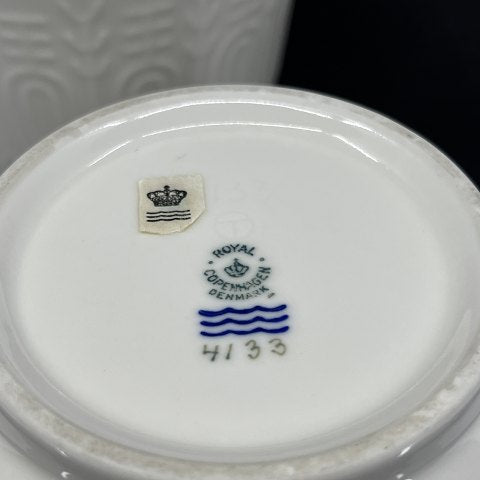 ROYAL
COPENHAGEN
DENMARK
4133